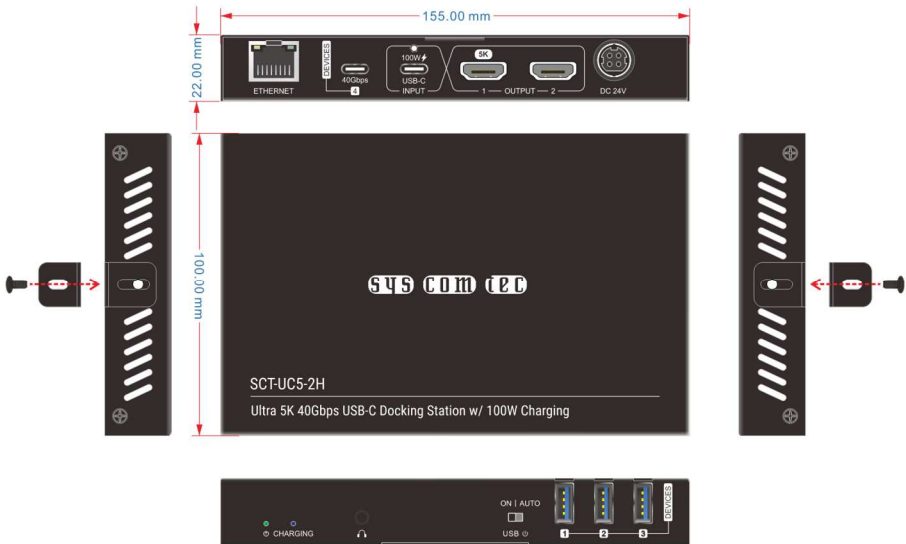 155.00 mm
22.00 mm
ETHERNET
DEVICES
40Gbps
4
100W
USB-C
INPUT
5K
1 OUTPUT 2
DC 24V
100.00 mm
sys com tec
SCT-UC5-2H
Ultra 5K 40Gbps USB-C Docking Station w/ 100W Charging
CHARGING
ON | AUTO
USB
1 2 3
DEVICES